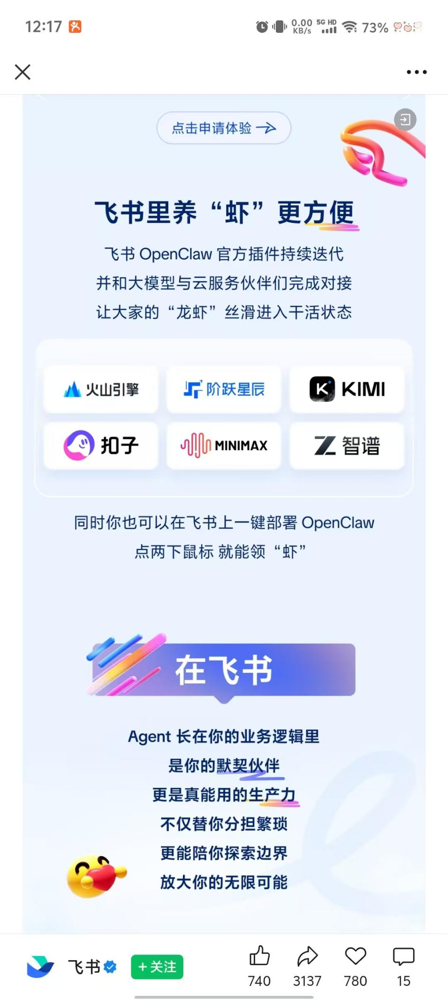 12:17
0.00 KB/s 5G HD 73%
点击申请体验
飞书里养“虾”更方便
飞书 OpenClaw 官方插件持续迭代
并和大模型与云服务伙伴们完成对接
让大家的“龙虾”丝滑进入干活状态
火山引擎
阶跃星辰
KIMI
扣子
MINIMAX
智谱
同时你也可以在飞书上一键部署 OpenClaw
点两下鼠标 就能领“虾”
在飞书
Agent 长在你的业务逻辑里
是你的默契伙伴
更是真能用的生产力
不仅替你分担繁琐
更能陪你探索边界
放大你的无限可能
飞书
+关注
740
3137
780
15